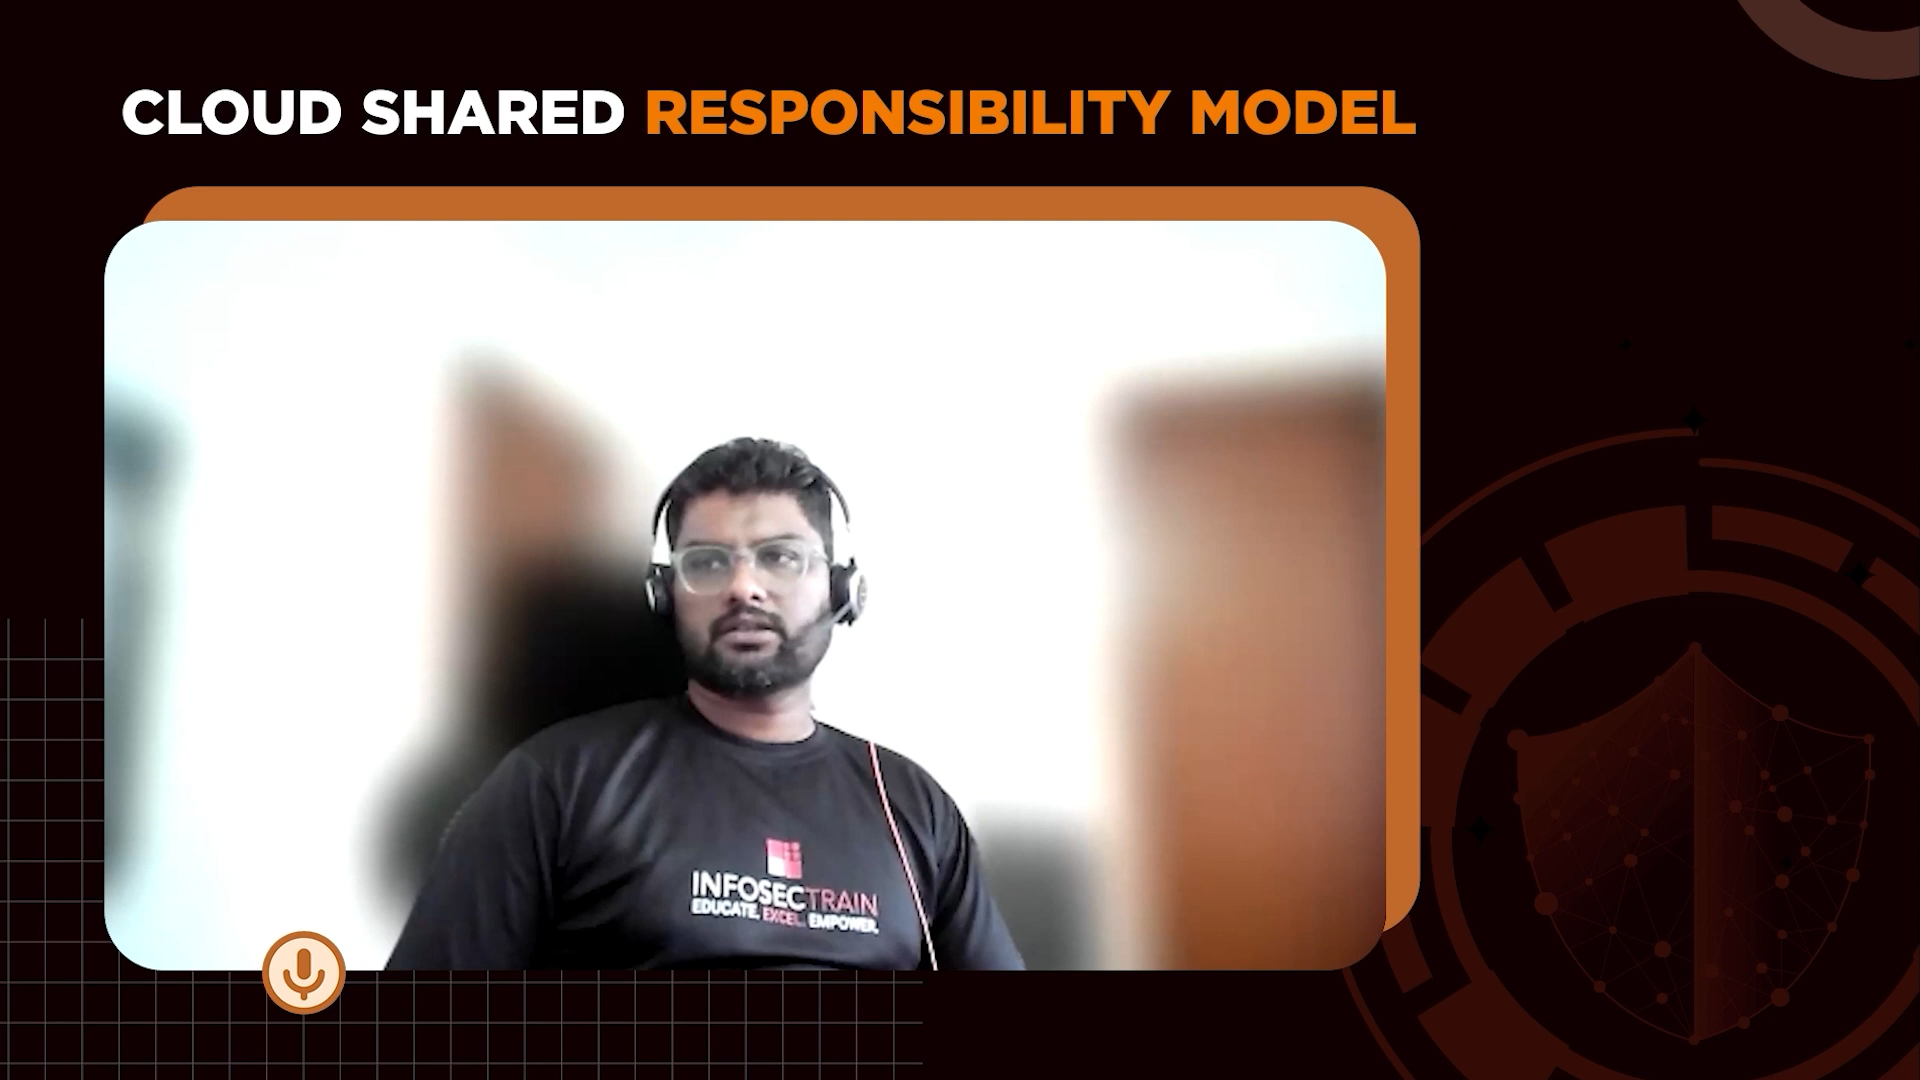 CLOUD SHARED RESPONSIBILITY MODEL
INFOSECTRAIN
EDUCATE. EXCEL. EMPOWER.